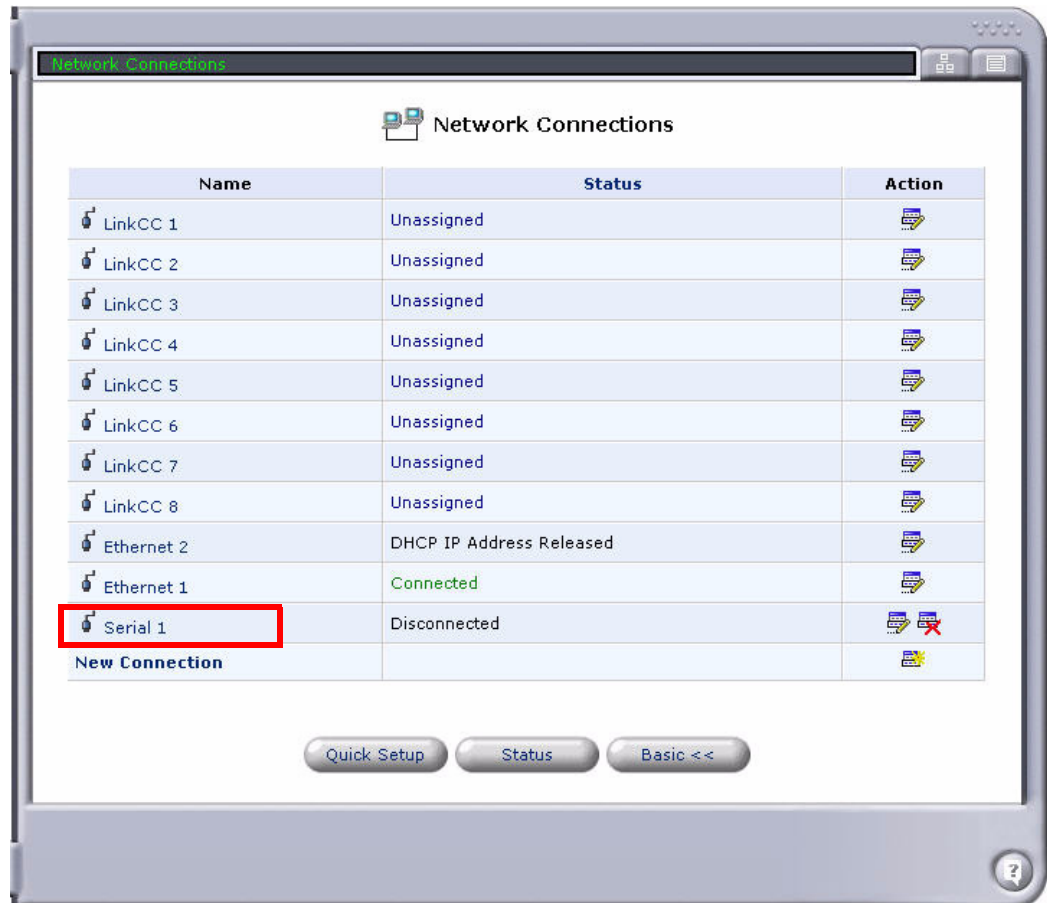 Network Connections
Network Connections
Name Status Action
LinkCC 1 Unassigned
LinkCC 2 Unassigned
LinkCC 3 Unassigned
LinkCC 4 Unassigned
LinkCC 5 Unassigned
LinkCC 6 Unassigned
LinkCC 7 Unassigned
LinkCC 8 Unassigned
Ethernet 2 DHCP IP Address Released
Ethernet 1 Connected
Serial 1 Disconnected
New Connection
Quick Setup Status Basic <<
?